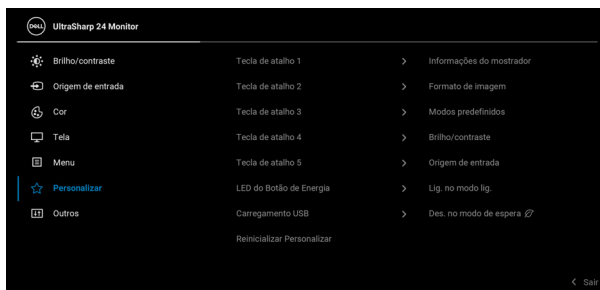 DELL UltraSharp 24 Monitor
Brilho/contraste Tecla de atalho 1 > Informações do mostrador
Origem de entrada Tecla de atalho 2 > Formato de imagem
Cor Tecla de atalho 3 > Modos predefinidos
Tela Tecla de atalho 4 > Brilho/contraste
Menu Tecla de atalho 5 > Origem de entrada
Personalizar LED do Botão de Energia > Lig. no modo lig.
Outros Carregamento USB > Des. no modo de espera
Reinicializar Personalizar
< Sair